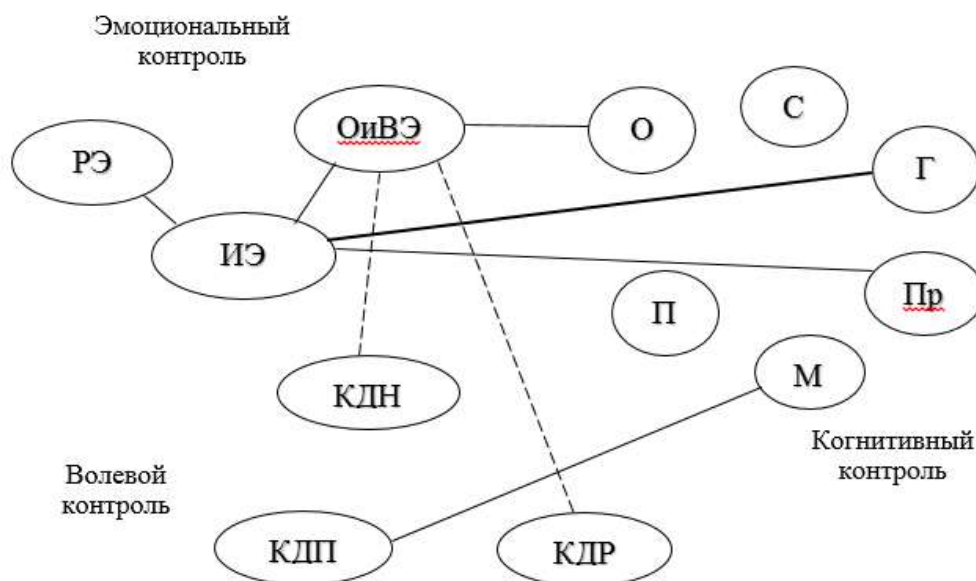 Эмоциональный
контроль
С
О
ОиВЭ
Г
РЭ
ИЭ
Пр
П
М
КДН
Когнитивный
контроль
Волевой
контроль
КДП
КДР